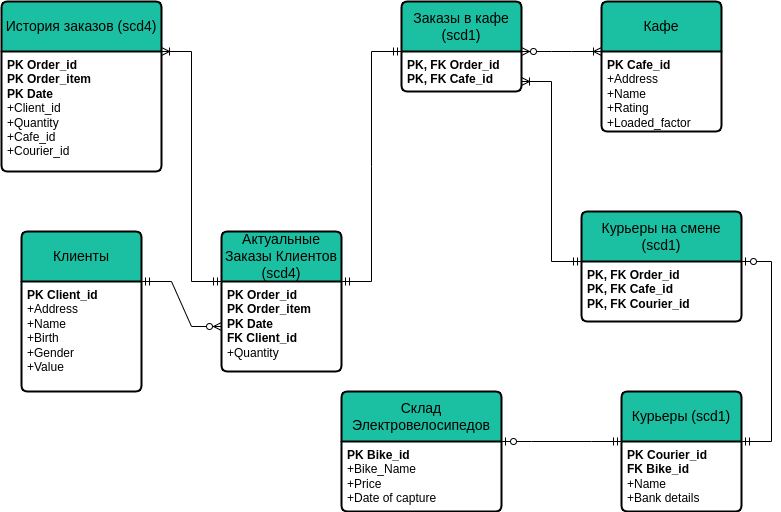 История заказов (scd4)
PK Order_id
PK Order_item
PK Date
+Client_id
+Quantity
+Cafe_id
+Courier_id
Заказы в кафе
(scd1)
PK, FK Order_id
PK, FK Cafe_id
Кафе
PK Cafe_id
+Address
+Name
+Rating
+Loaded_factor
Клиенты
PK Client_id
+Address
+Name
+Birth
+Gender
+Value
Актуальные
Заказы Клиентов
(scd4)
PK Order_id
PK Order_item
PK Date
FK Client_id
+Quantity
Курьеры на смене
(scd1)
PK, FK Order_id
PK, FK Cafe_id
PK, FK Courier_id
Склад
Электровелосипедов
PK Bike_id
+Bike_Name
+Price
+Date of capture
Курьеры (scd1)
PK Courier_id
FK Bike_id
+Name
+Bank details